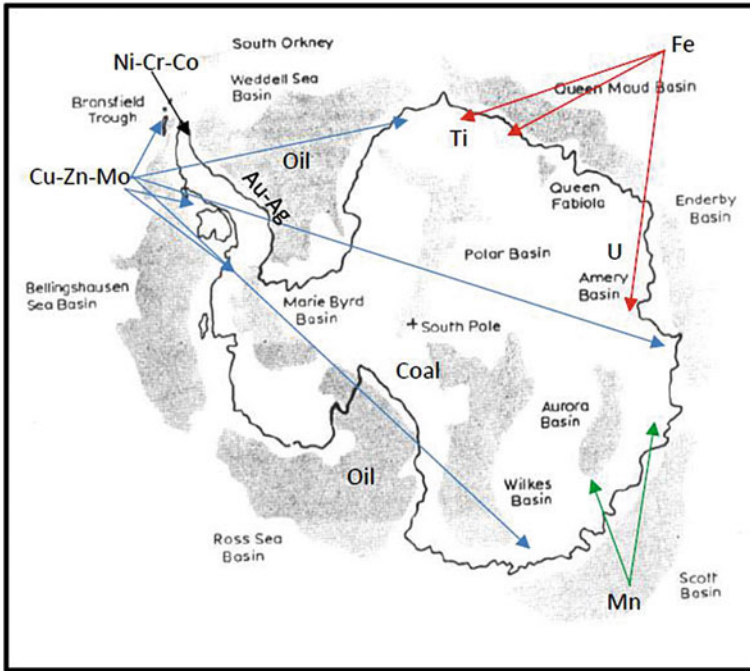 South Orkney
Fe
Ni-Cr-Co
Weddell Sea
Basin
Queen Maud Basin
Bransfield
Trough
Ti
Oil
Cu-Zn-Mo
Au-Ag
Queen
Fabiola
Enderby
Basin
U
Polar Basin
Amery
Basin
Bellingshausen
Sea Basin
Marie Byrd
Basin
+ South Pole
Coal
Aurora
Basin
Oil
Wilkes
Basin
Ross Sea
Basin
Scott
Basin
Mn